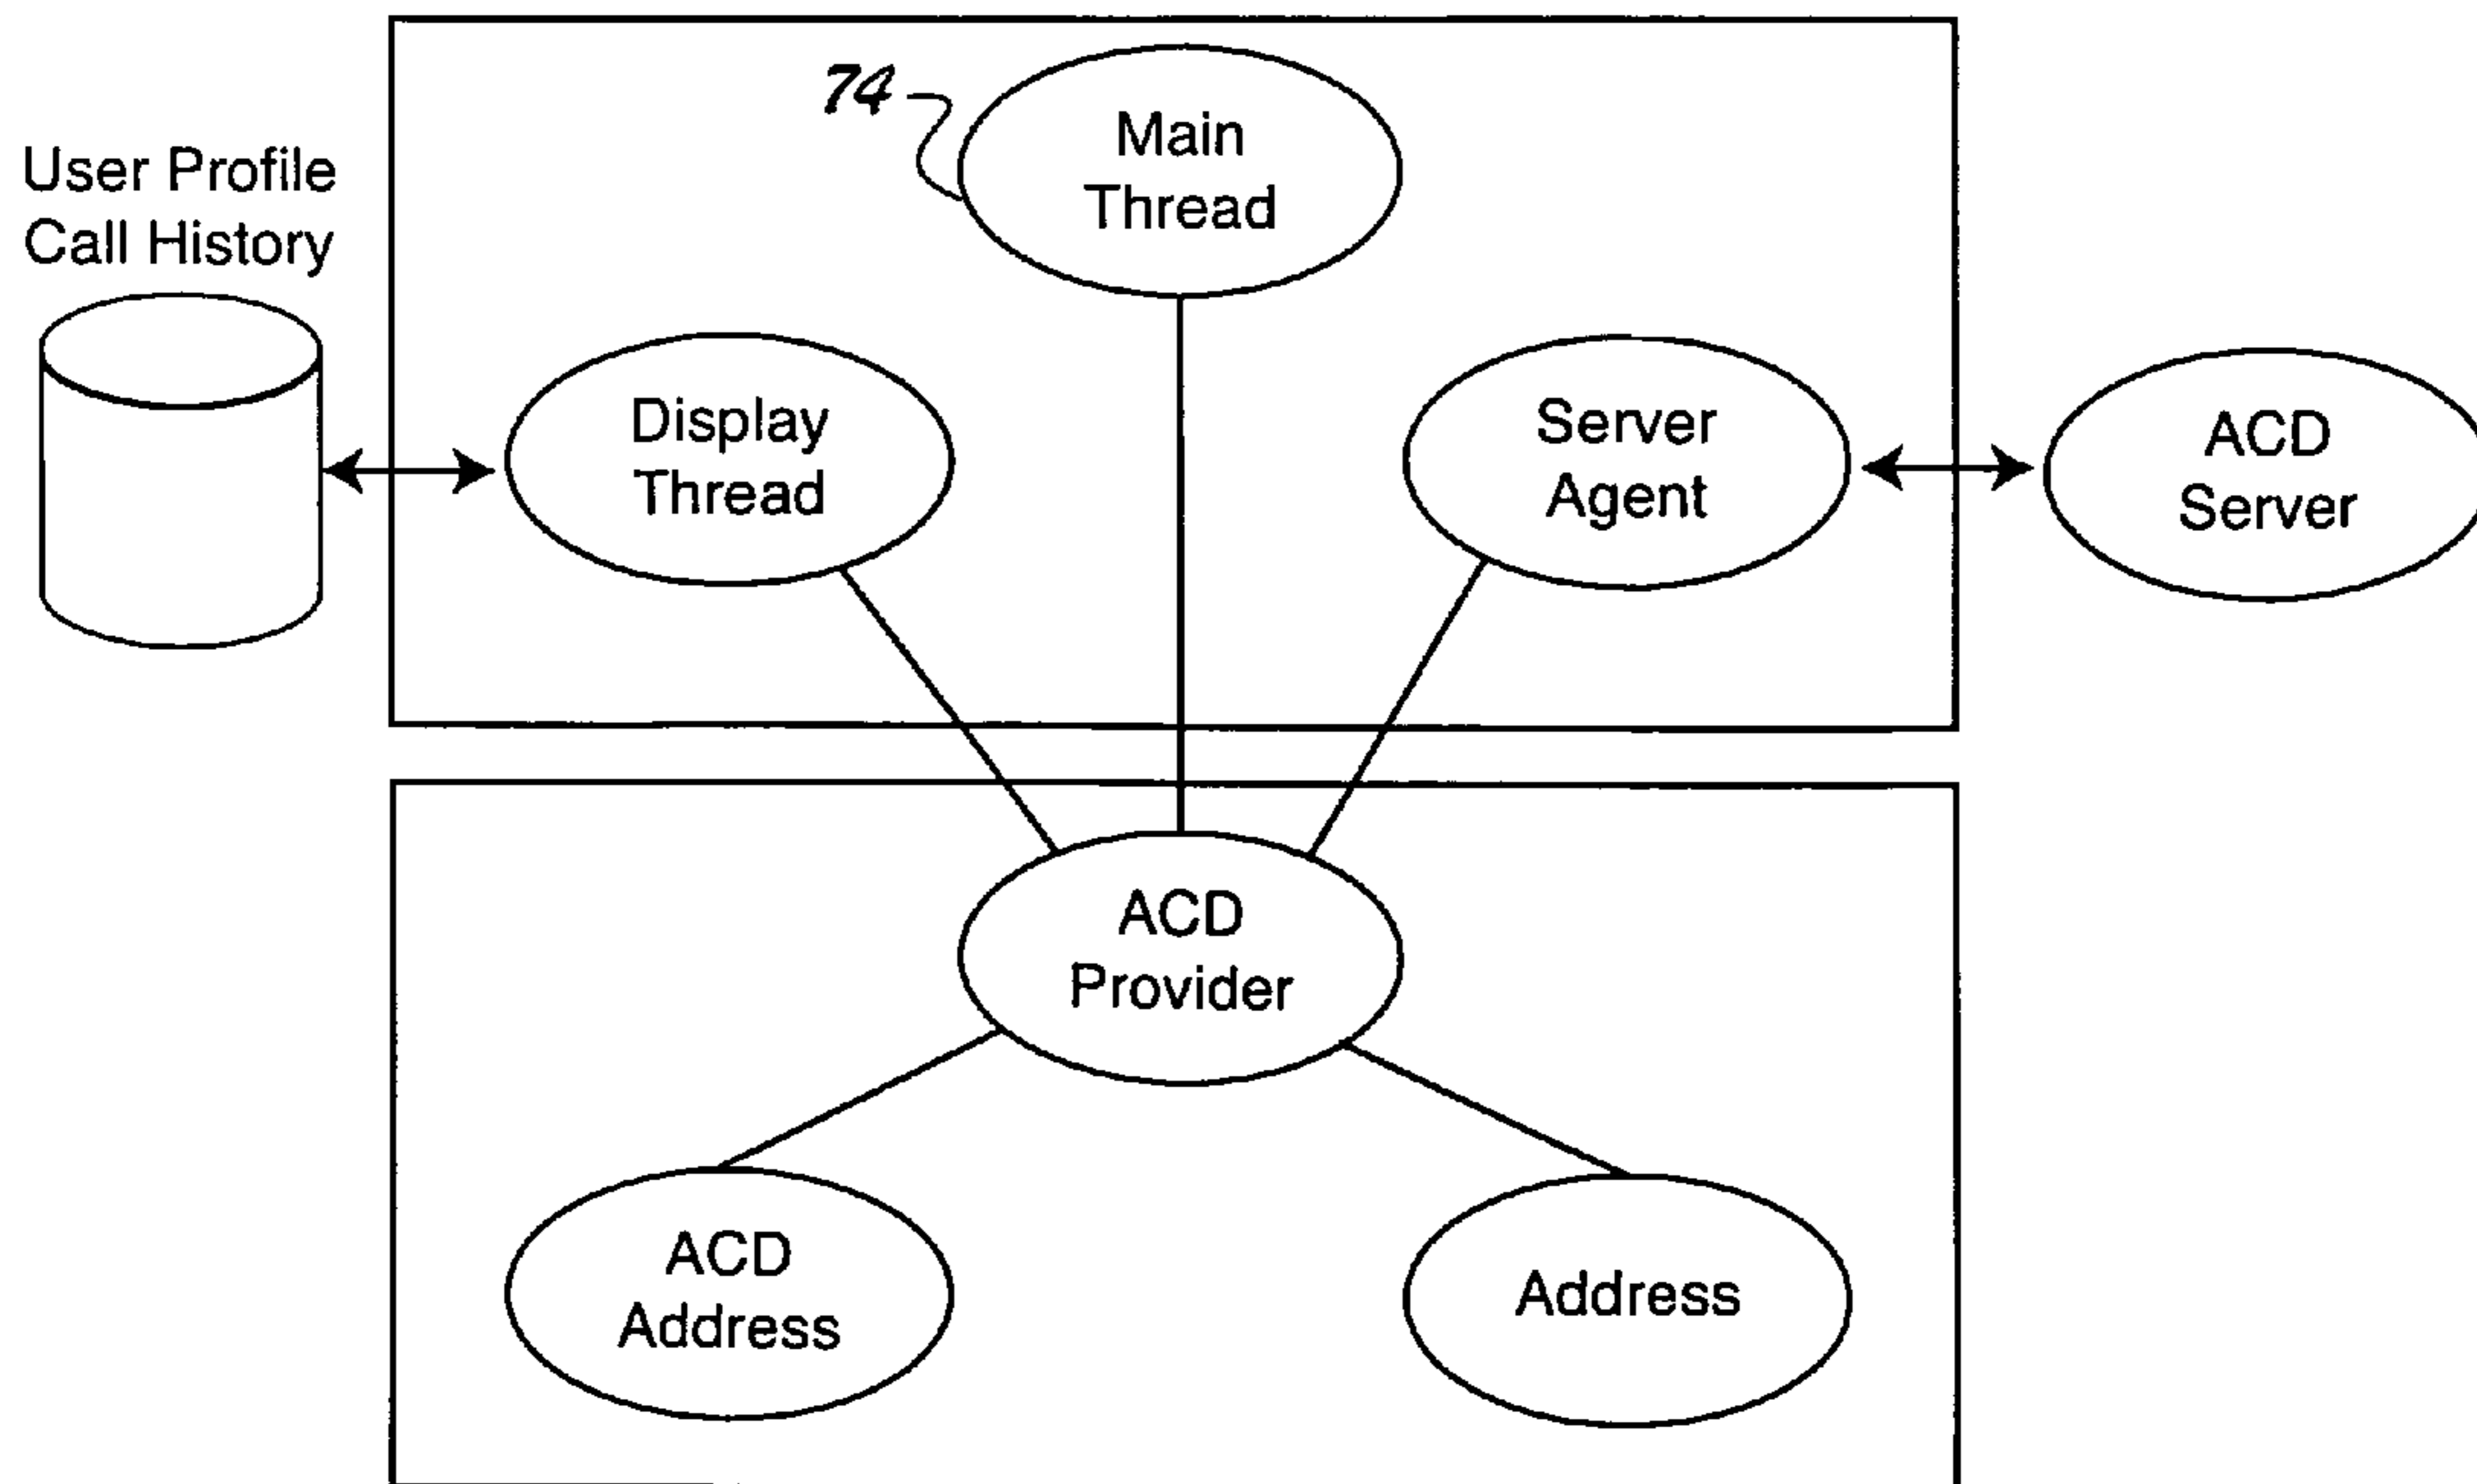 74
Main
Thread
User Profile
Call History
Display
Thread
Server
Agent
ACD
Server
ACD
Provider
ACD
Address
Address